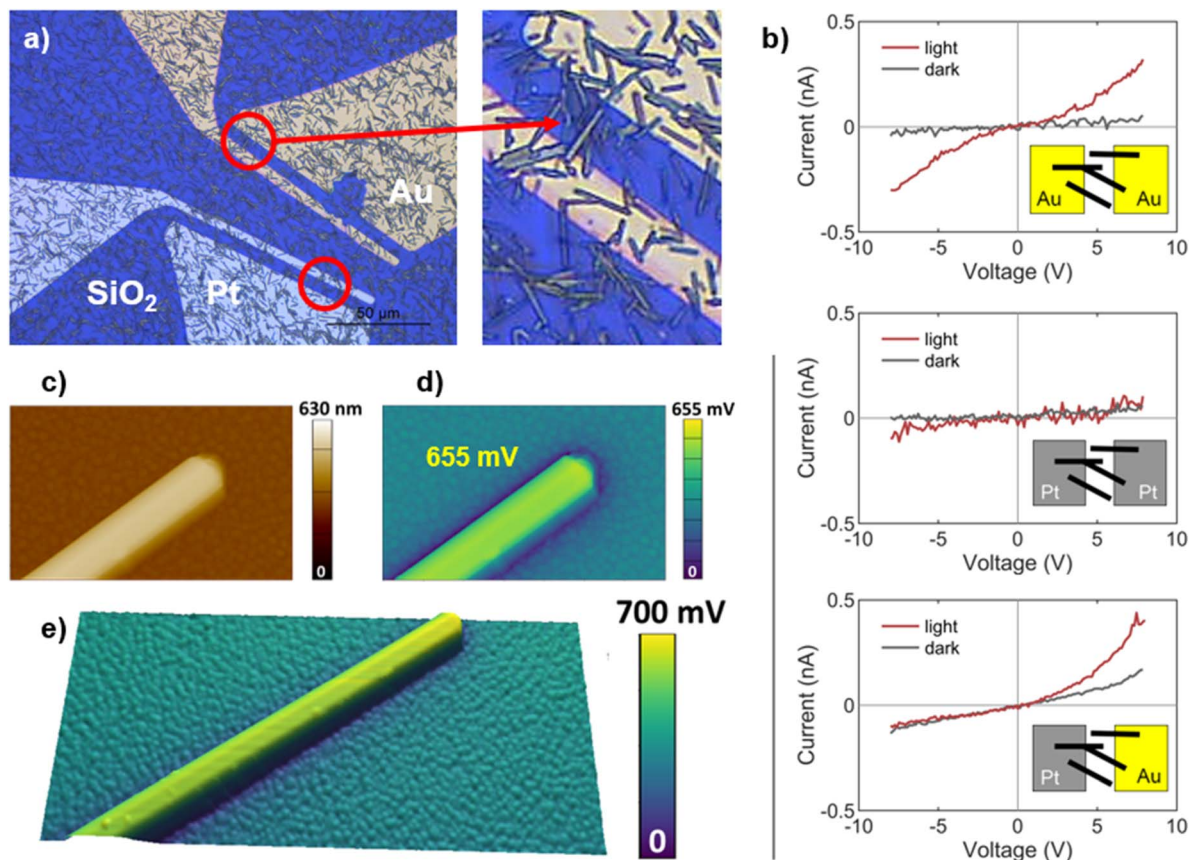 a)
Au
SiO2
Pt
50 µm
b)
0.5
light
dark
Current (nA)
0
Au
Au
-0.5
-10
-5
0
5
10
Voltage (V)
0.5
light
dark
Current (nA)
0
Pt
Pt
-0.5
-10
-5
0
5
10
Voltage (V)
0.5
light
dark
Current (nA)
0
Pt
Au
-0.5
-10
-5
0
5
10
Voltage (V)
c)
630 nm
0
d)
655 mV
655 mV
0
e)
700 mV
0